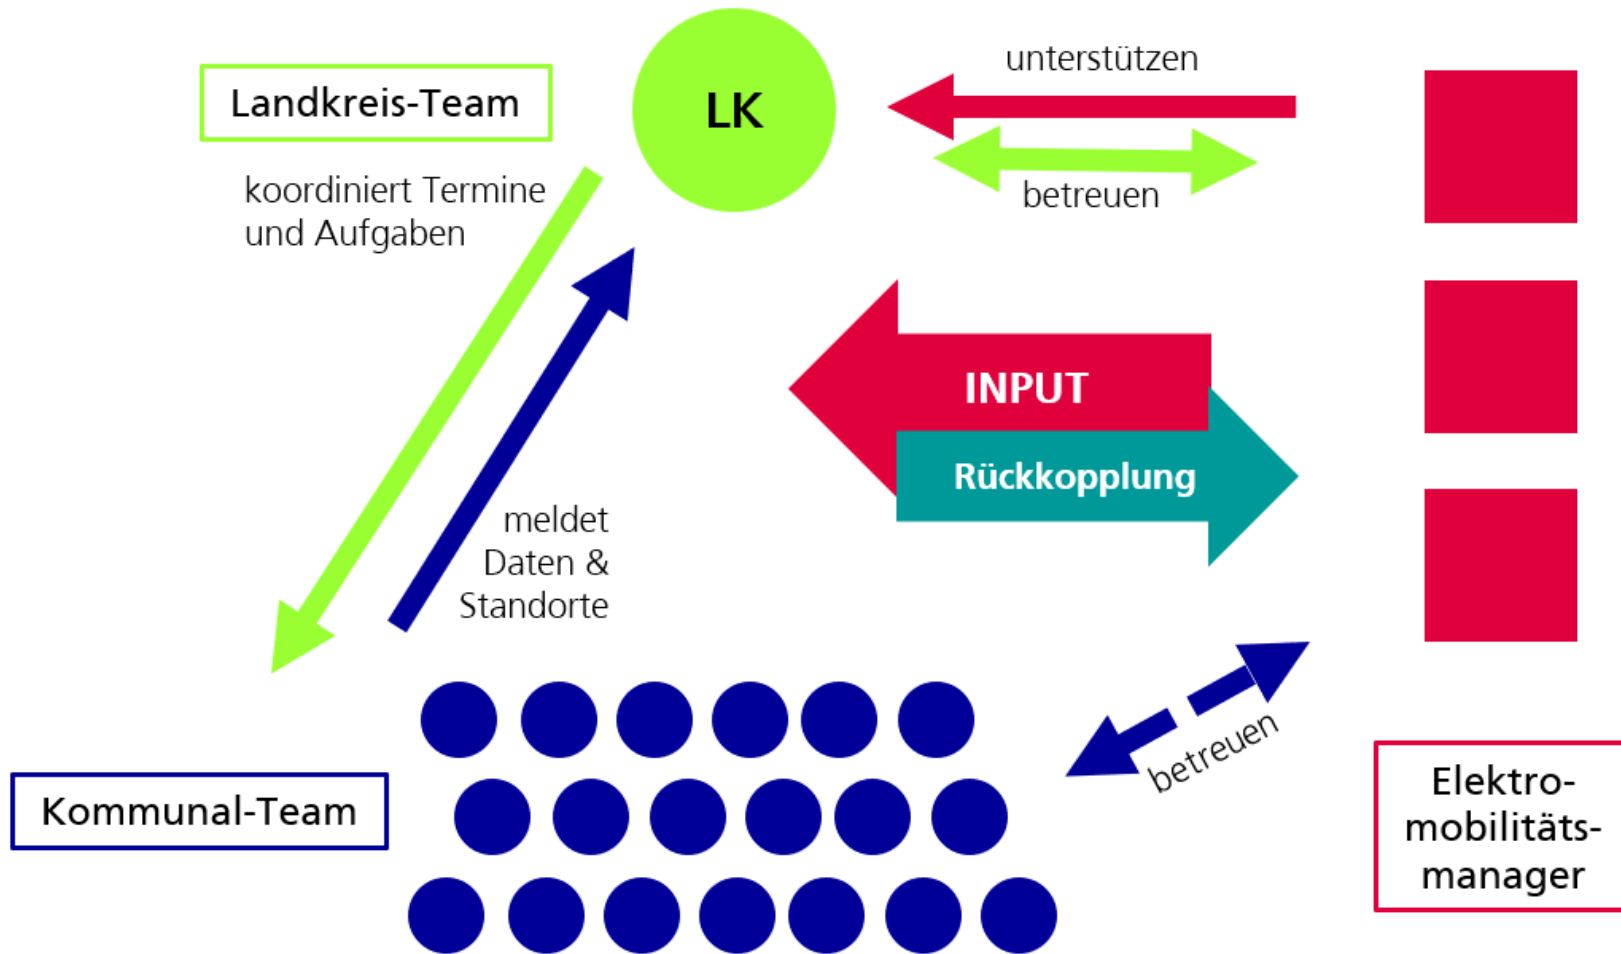 Landkreis-Team
LK
unterstützen
betreuen
koordiniert Termine
und Aufgaben
INPUT
Rückkopplung
meldet
Daten &
Standorte
betreuen
Kommunal-Team
Elektro-
mobilitäts-
manager